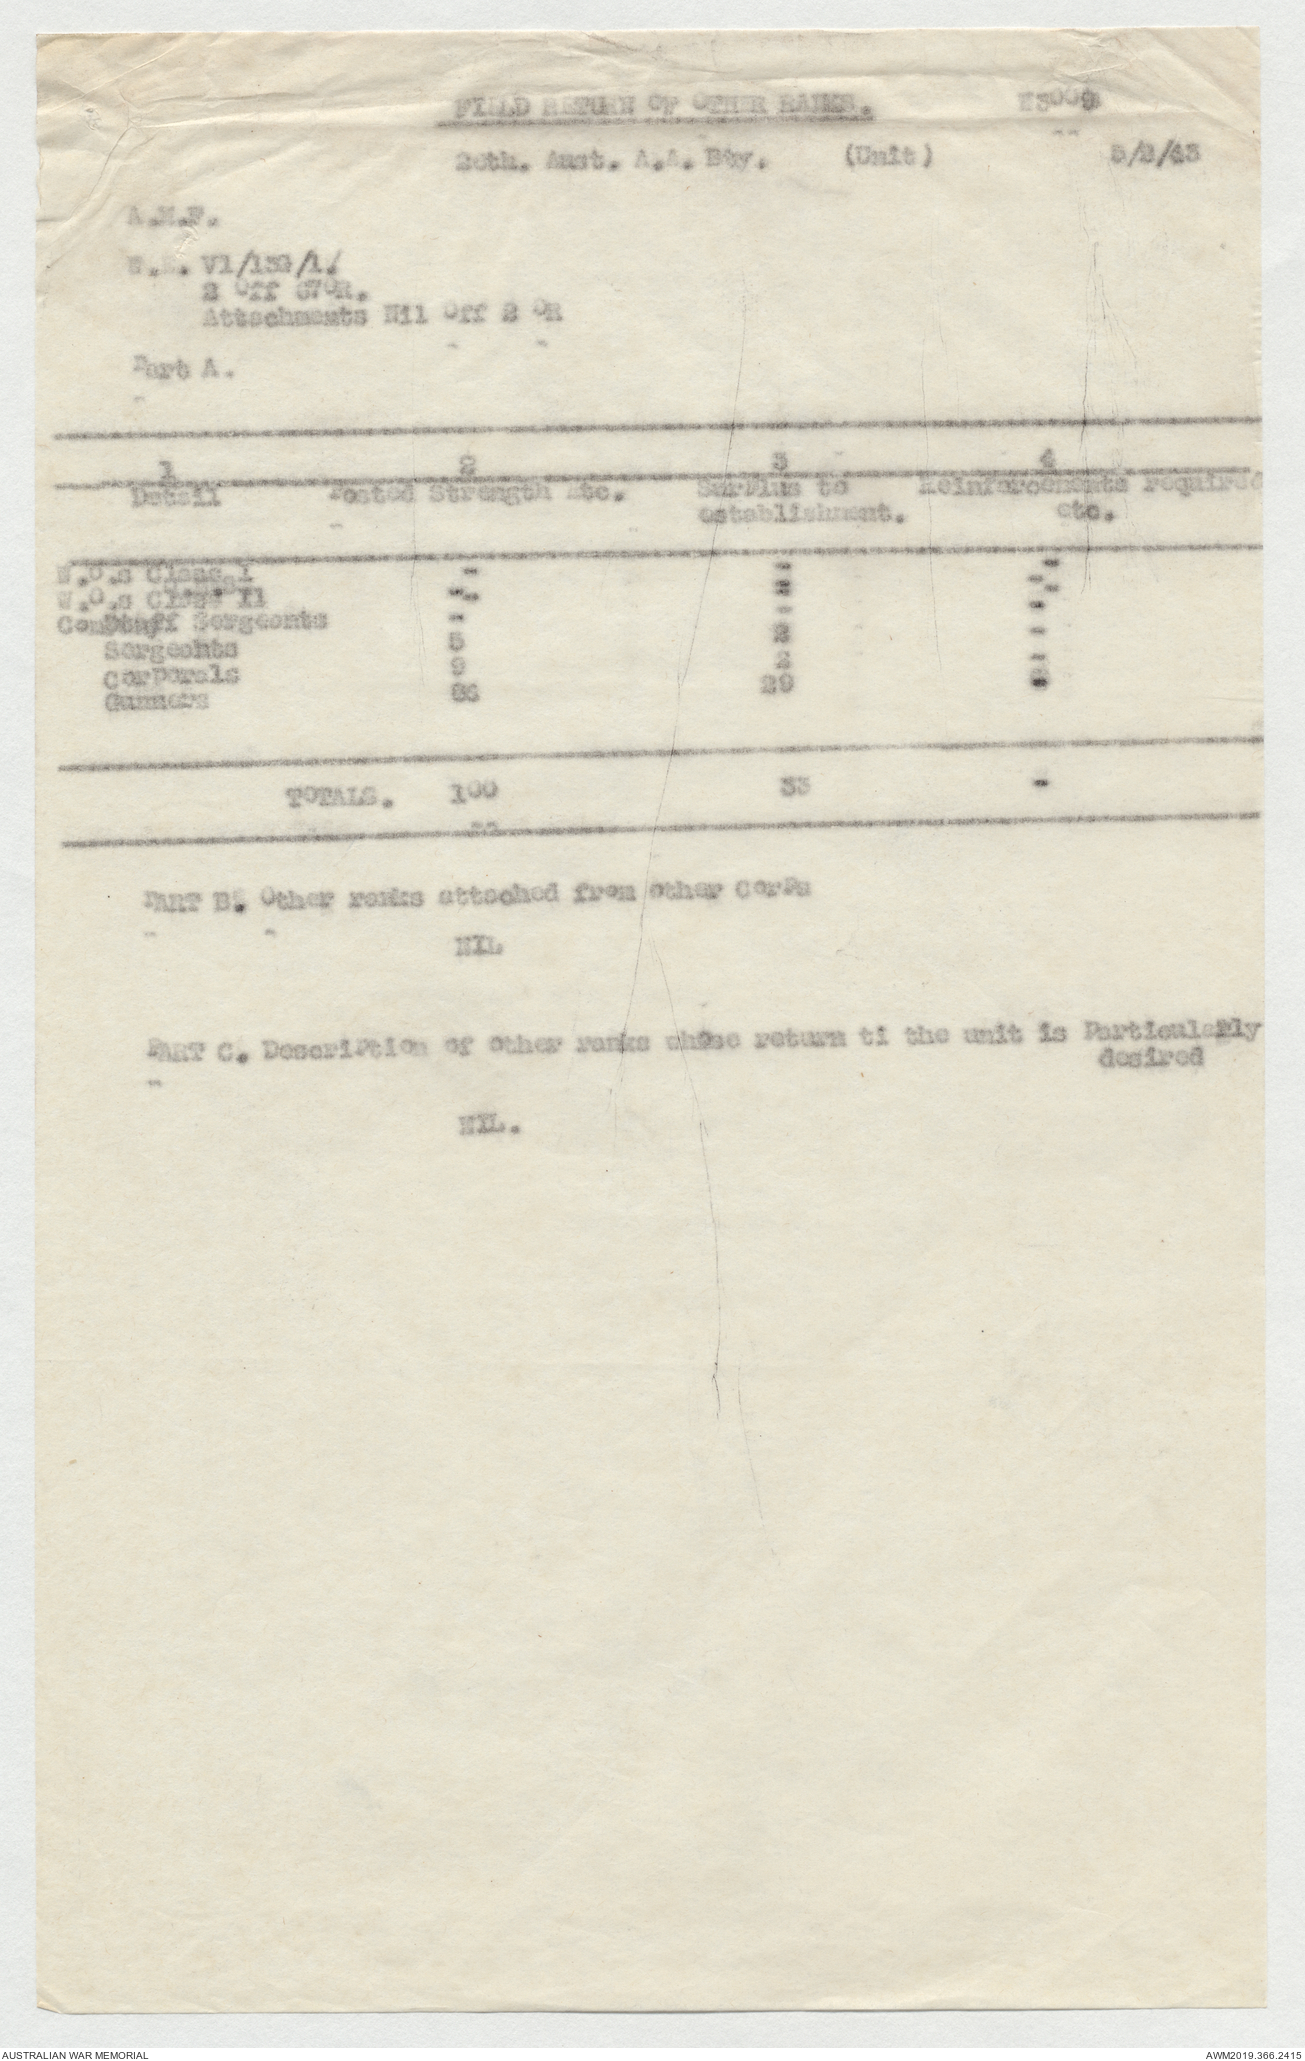 FIELD RETURN OF OTHER RANKS. W3009
26th. Aust. A.A. Bty. (Unit) 5/2/43
A.M.F.
W.E. V1/139/1/
2 Off 67OR.
Attachments Nil Off 2 OR
Part A.
1 2 3 4
Detail Posted Strength Etc. Surplus to Reinforcements required
establishment. etc.
W.O.s Class I - - -
W.O.s Class II - - -
Staff Sergeants - - -
Sergeants 5 2 -
Corporals 9 2 -
Gunners 86 29 -
TOTALS. 100 33 -
PART B. Other ranks attached from other corps
NIL
PART C. Description of other ranks whose return ti the unit is Particularly
desired
NIL.
AUSTRALIAN WAR MEMORIAL AWM2019.366.2415